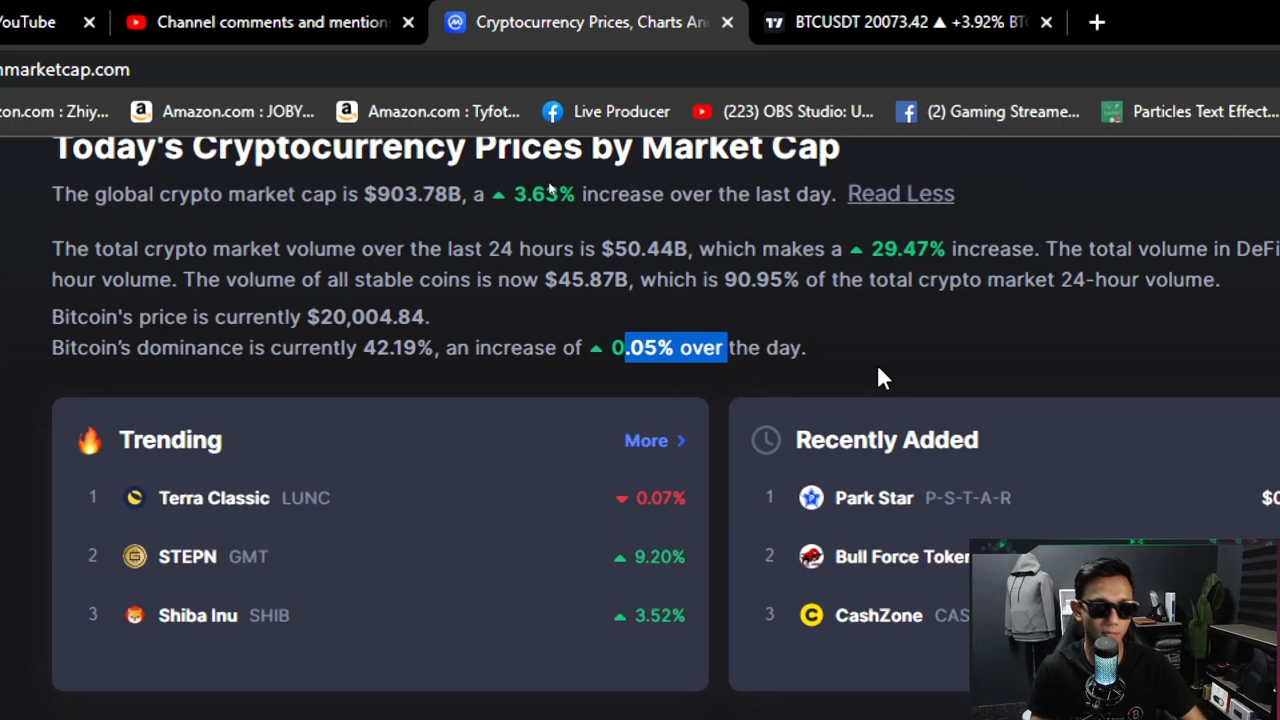 YouTube
Channel comments and mention
Cryptocurrency Prices, Charts An
BTCUSDT 20073.42 ▲ +3.92% BT
nmarketcap.com
zon.com : Zhiy...
Amazon.com : JOBY...
Amazon.com : Tyfot...
Live Producer
(223) OBS Studio: U...
(2) Gaming Streame...
Particles Text Effect...
Today's Cryptocurrency Prices by Market Cap
The global crypto market cap is $903.78B, a ▲ 3.63% increase over the last day. Read Less
The total crypto market volume over the last 24 hours is $50.44B, which makes a ▲ 29.47% increase. The total volume in DeFi
hour volume. The volume of all stable coins is now $45.87B, which is 90.95% of the total crypto market 24-hour volume.
Bitcoin's price is currently $20,004.84.
Bitcoin’s dominance is currently 42.19%, an increase of ▲ 0.05% over the day.
Trending
More >
1 Terra Classic LUNC ▼ 0.07%
2 STEPN GMT ▲ 9.20%
3 Shiba Inu SHIB ▲ 3.52%
Recently Added
1 Park Star P-S-T-A-R $0
2 Bull Force Token
3 CashZone CAS